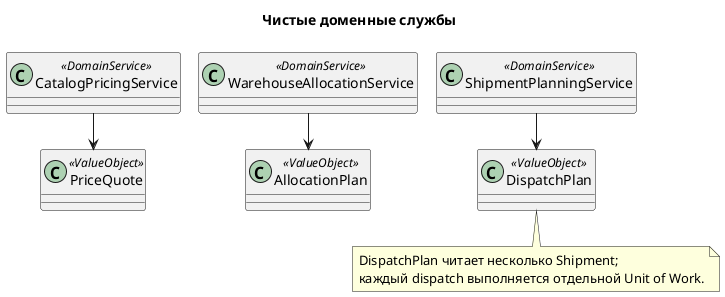 Чистые доменные службы
«DomainService»
C CatalogPricingService
«DomainService»
C WarehouseAllocationService
«DomainService»
C ShipmentPlanningService
«ValueObject»
C PriceQuote
«ValueObject»
C AllocationPlan
«ValueObject»
C DispatchPlan
DispatchPlan читает несколько Shipment;
каждый dispatch выполняется отдельной Unit of Work.